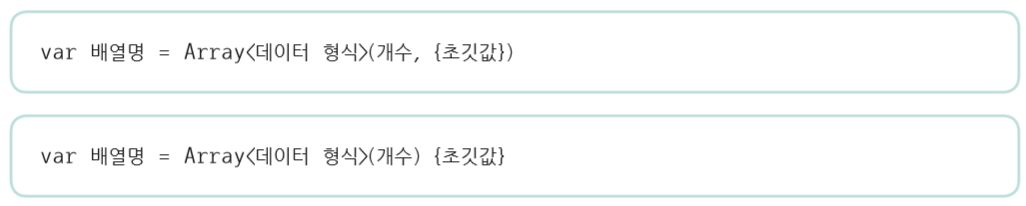 var 배열명 = Array<데이터 형식>(개수, {초깃값})
var 배열명 = Array<데이터 형식>(개수) {초깃값}